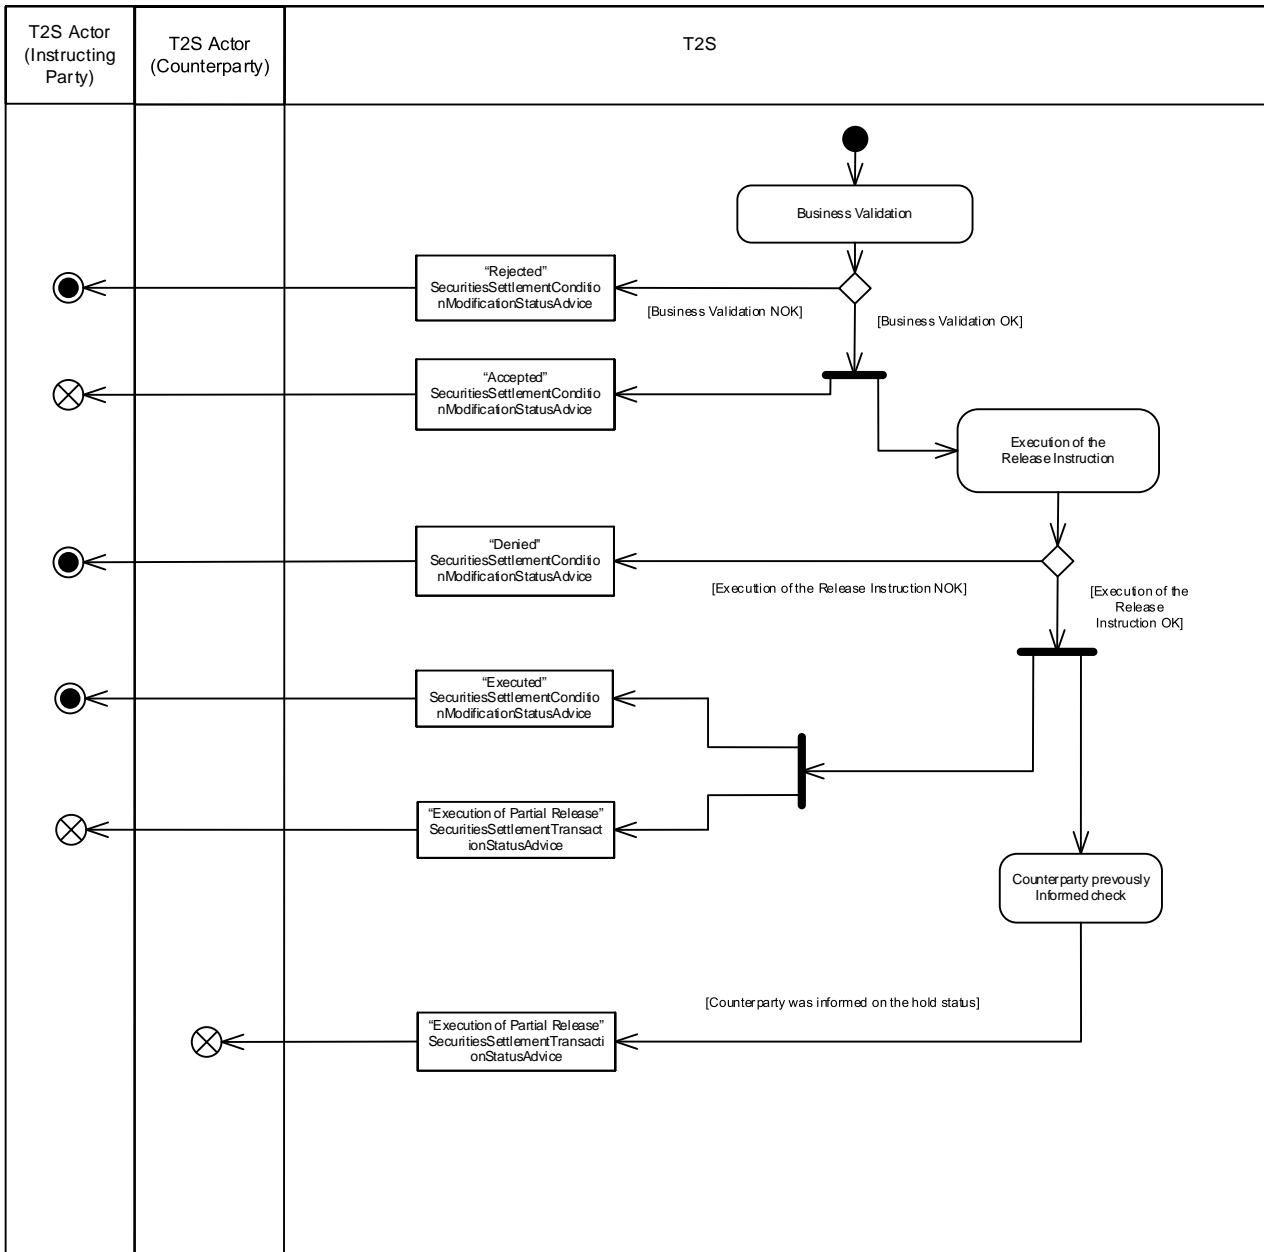 T2S Actor
(Instructing
Party)
T2S Actor
(Counterparty)
T2S
Business Validation
“Rejected”
SecuritiesSettlementConditio
nModificationStatusAdvice
[Business Validation NOK]
[Business Validation OK]
“Accepted”
SecuritiesSettlementConditio
nModificationStatusAdvice
Execution of the
Release Instruction
“Denied”
SecuritiesSettlementConditio
nModificationStatusAdvice
[Executtion of the Release Instruction NOK]
[Execution of the
Release
Instruction OK]
“Executed”
SecuritiesSettlementConditio
nModificationStatusAdvice
“Execution of Partial Release”
SecuritiesSettlementTransact
ionStatusAdvice
Counterparty prevously
Informed check
[Counterparty was informed on the hold status]
“Execution of Partial Release”
SecuritiesSettlementTransacti
onStatusAdvice